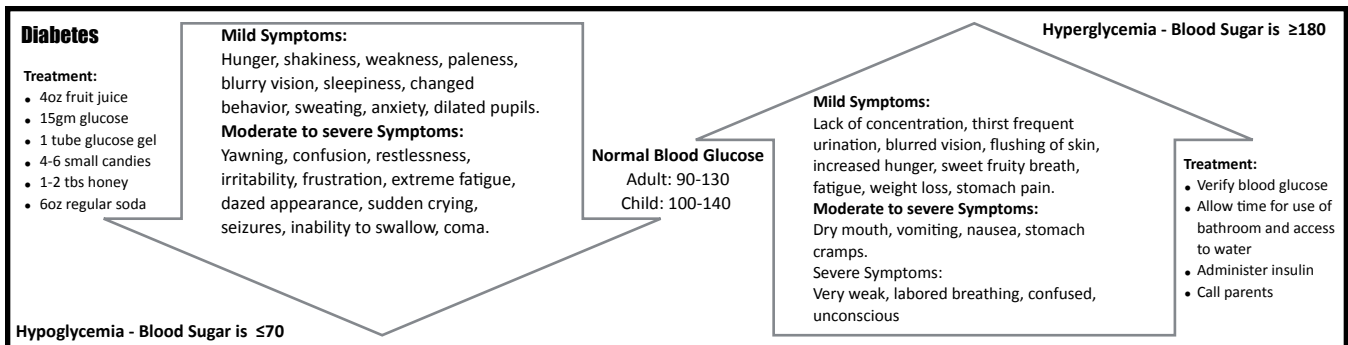 Diabetes
Treatment:
• 4oz fruit juice
• 15gm glucose
• 1 tube glucose gel
• 4-6 small candies
• 1-2 tbs honey
• 6oz regular soda
Mild Symptoms:
Hunger, shakiness, weakness, paleness,
blurry vision, sleepiness, changed
behavior, sweating, anxiety, dilated pupils.
Moderate to severe Symptoms:
Yawning, confusion, restlessness,
irritability, frustration, extreme fatigue,
dazed appearance, sudden crying,
seizures, inability to swallow, coma.
Hypoglycemia - Blood Sugar is ≤70
Normal Blood Glucose
Adult: 90-130
Child: 100-140
Hyperglycemia - Blood Sugar is ≥180
Mild Symptoms:
Lack of concentration, thirst frequent
urination, blurred vision, flushing of skin,
increased hunger, sweet fruity breath,
fatigue, weight loss, stomach pain.
Moderate to severe Symptoms:
Dry mouth, vomiting, nausea, stomach
cramps.
Severe Symptoms:
Very weak, labored breathing, confused,
unconscious
Treatment:
• Verify blood glucose
• Allow time for use of
bathroom and access
to water
• Administer insulin
• Call parents